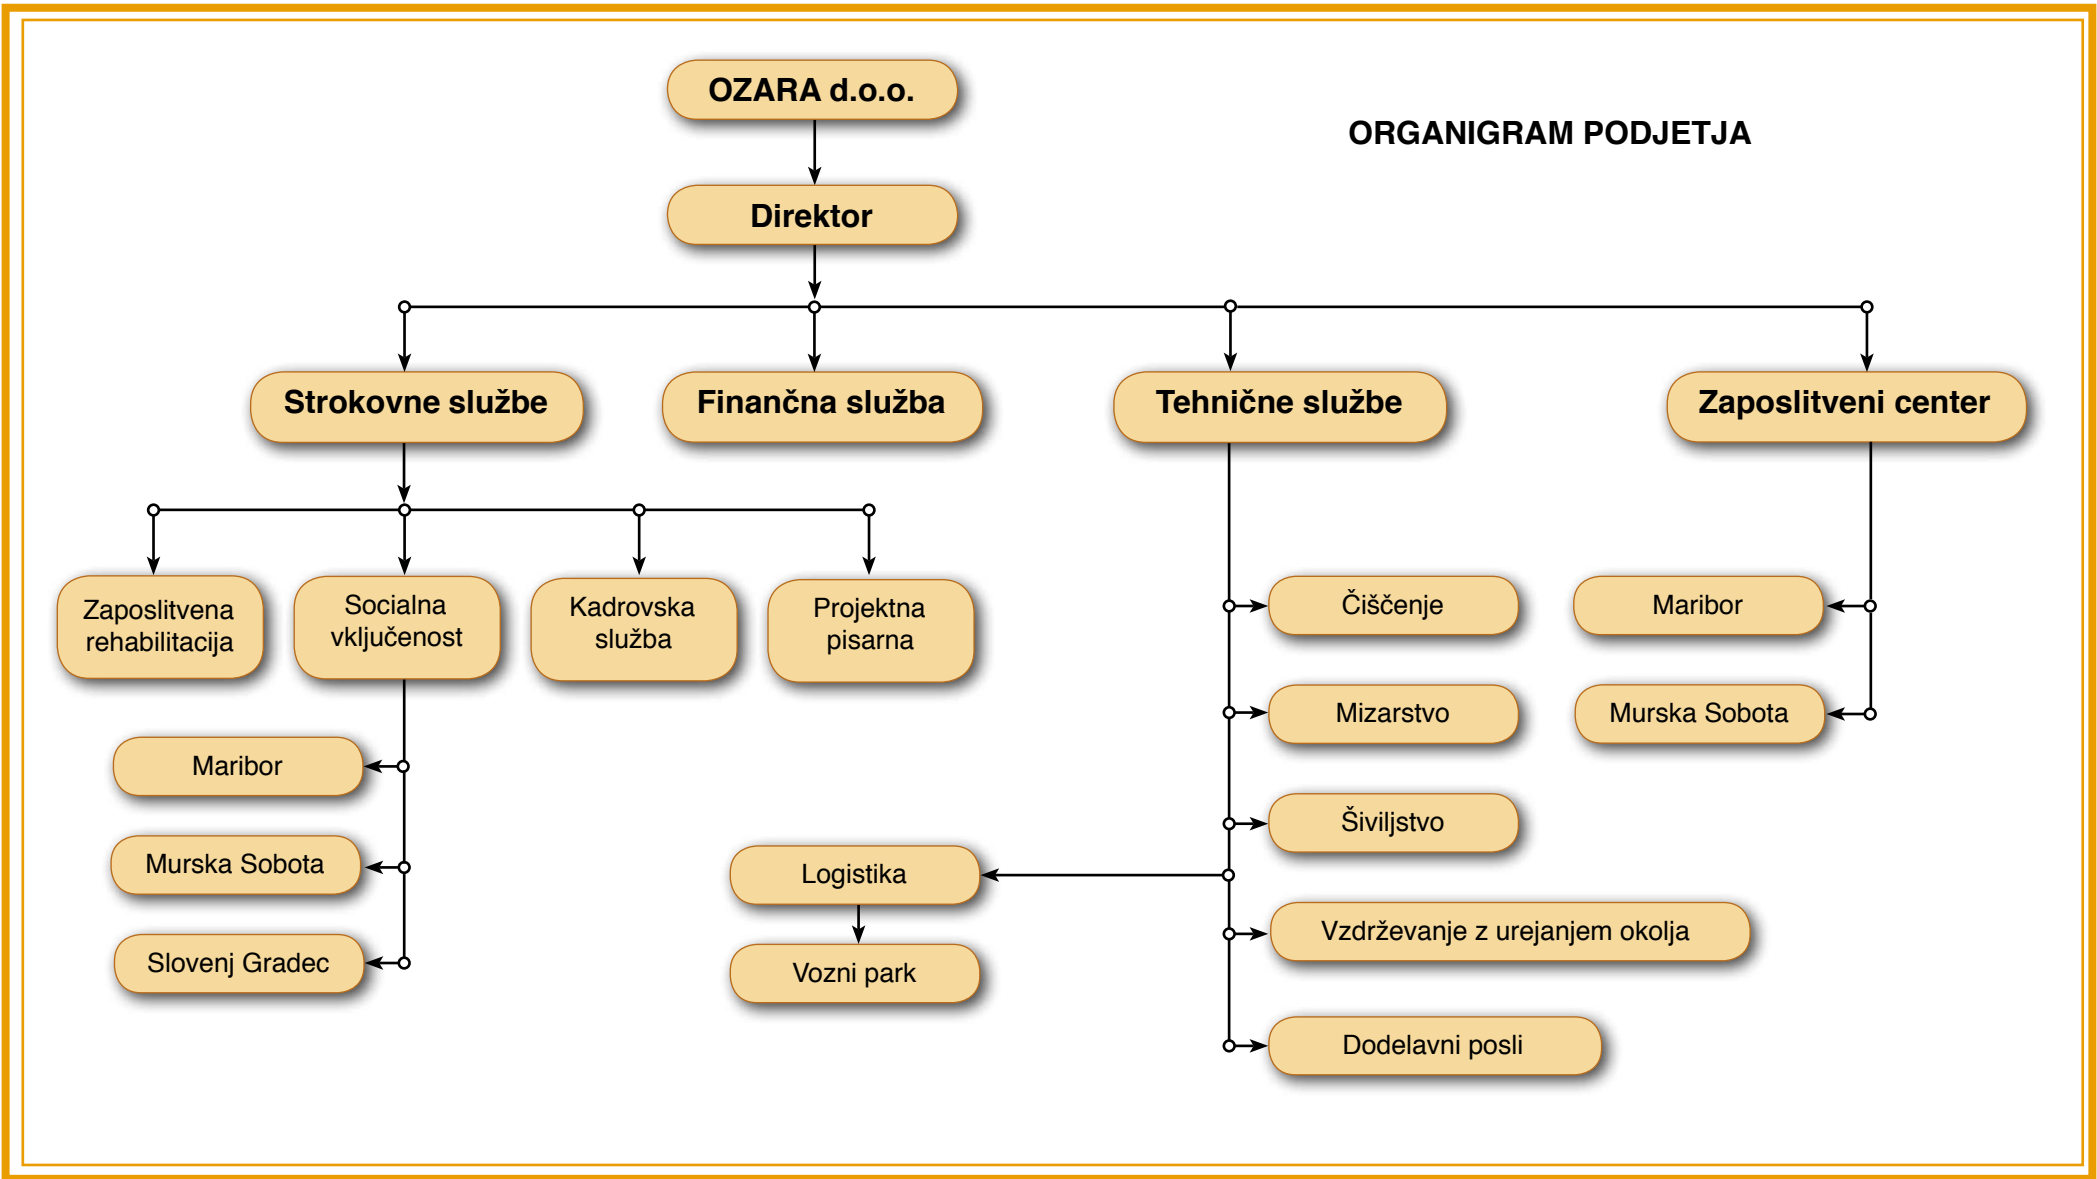 OZARA d.o.o.
ORGANIGRAM PODJETJA
Direktor
Strokovne službe
Finančna služba
Tehnične službe
Zaposlitveni center
Zaposlitvena
rehabilitacija
Socialna
vključenost
Kadrovska
služba
Projektna
pisarna
Maribor
Murska Sobota
Slovenj Gradec
Logistika
Vozni park
Čiščenje
Mizarstvo
Šiviljstvo
Vzdrževanje z urejanjem okolja
Dodelavni posli
Maribor
Murska Sobota